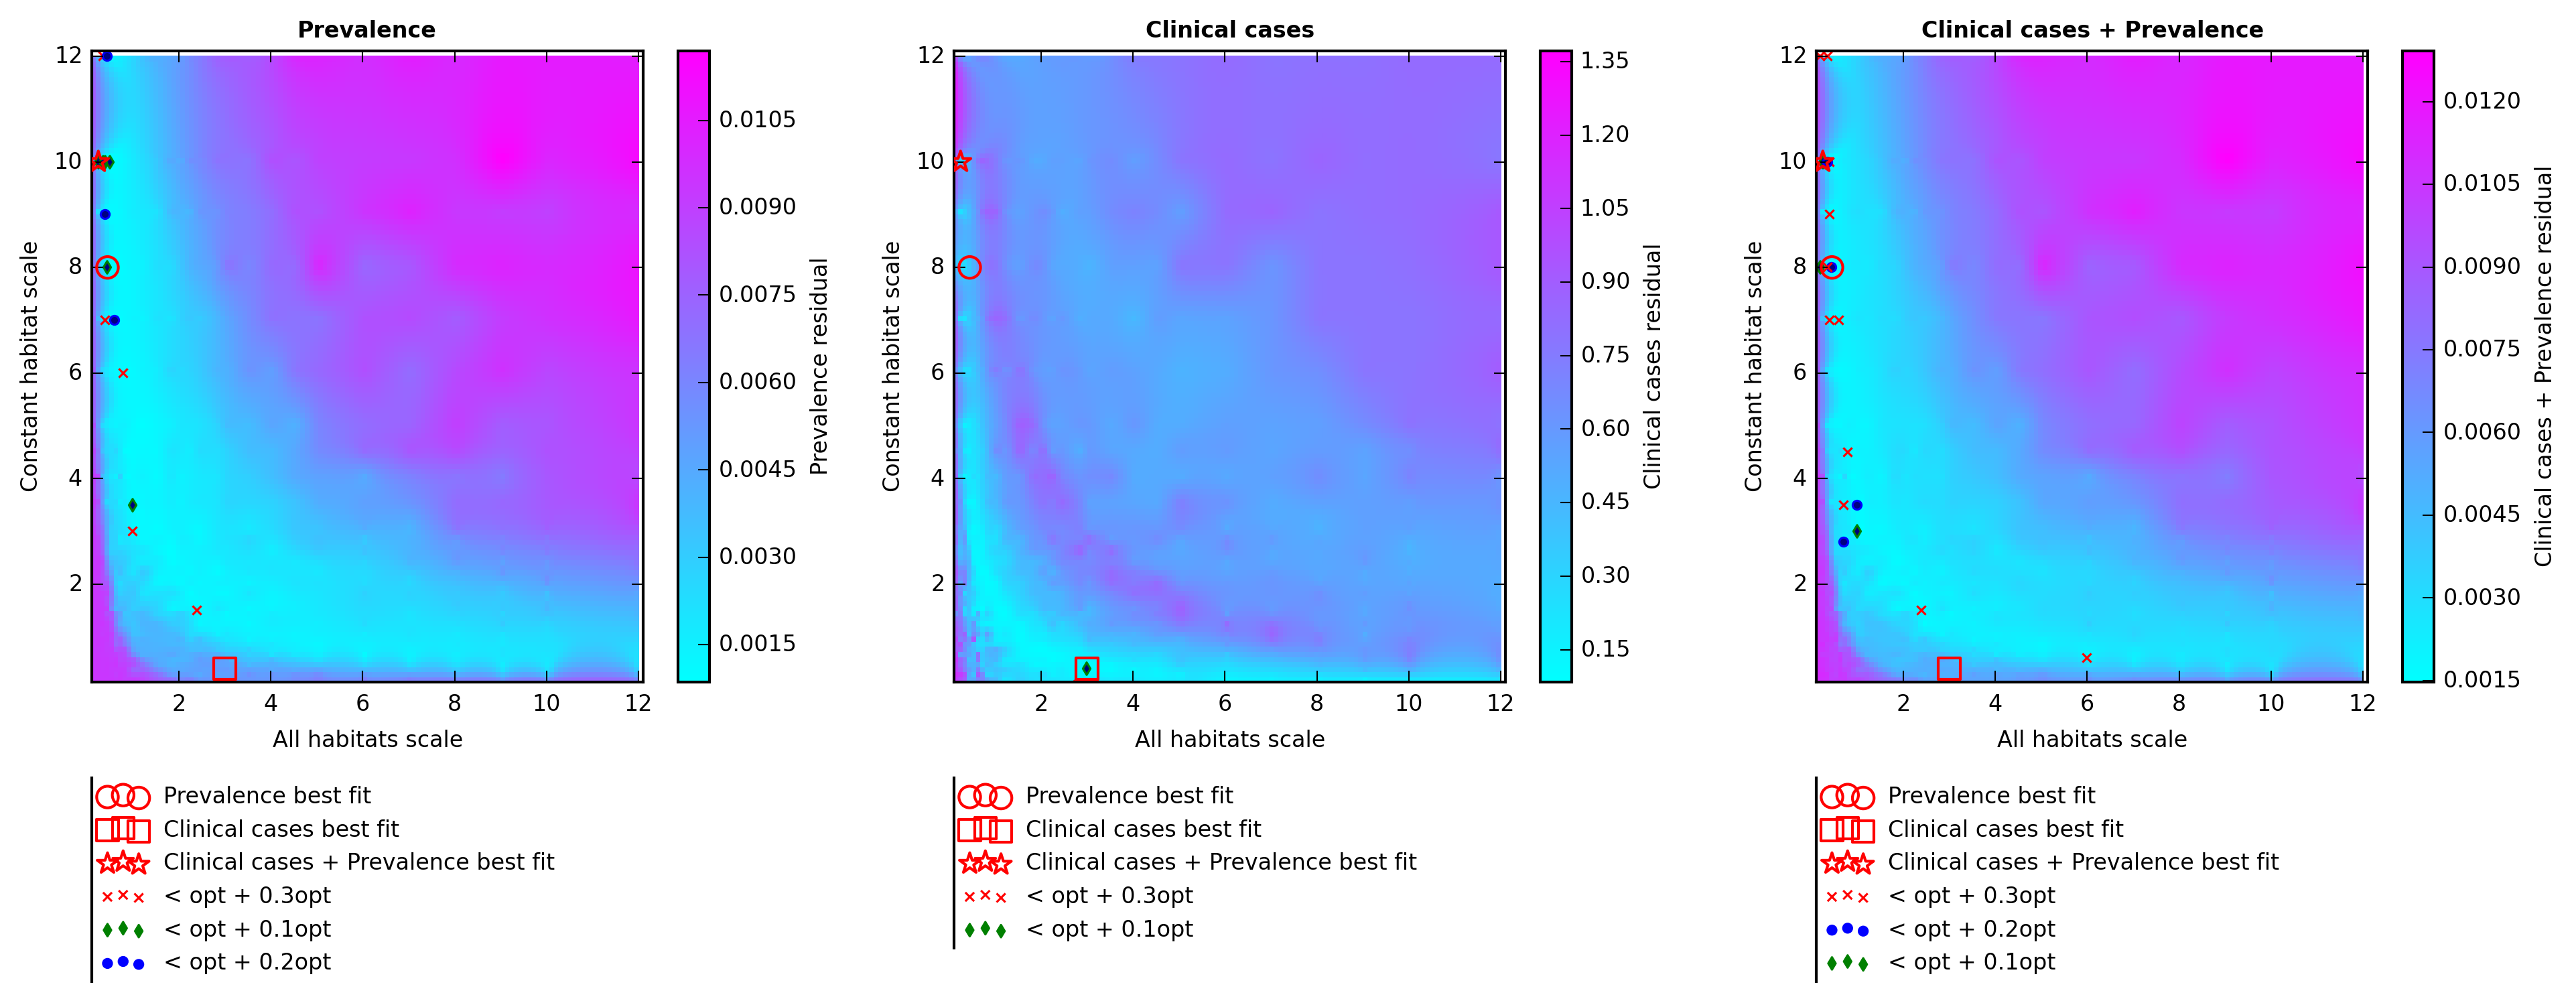 Prevalence
12
10
8
6
4
2
2 4 6 8 10 12
Constant habitat scale
All habitats scale
0.0105
0.0090
0.0075
0.0060
0.0045
0.0030
0.0015
Prevalence residual
Prevalence best fit
Clinical cases best fit
Clinical cases + Prevalence best fit
< opt + 0.3opt
< opt + 0.1opt
< opt + 0.2opt
Clinical cases
12
10
8
6
4
2
2 4 6 8 10 12
Constant habitat scale
All habitats scale
1.35
1.20
1.05
0.90
0.75
0.60
0.45
0.30
0.15
Clinical cases residual
Prevalence best fit
Clinical cases best fit
Clinical cases + Prevalence best fit
< opt + 0.3opt
< opt + 0.1opt
Clinical cases + Prevalence
12
10
8
6
4
2
2 4 6 8 10 12
Constant habitat scale
All habitats scale
0.0120
0.0105
0.0090
0.0075
0.0060
0.0045
0.0030
0.0015
Clinical cases + Prevalence residual
Prevalence best fit
Clinical cases best fit
Clinical cases + Prevalence best fit
< opt + 0.3opt
< opt + 0.2opt
< opt + 0.1opt